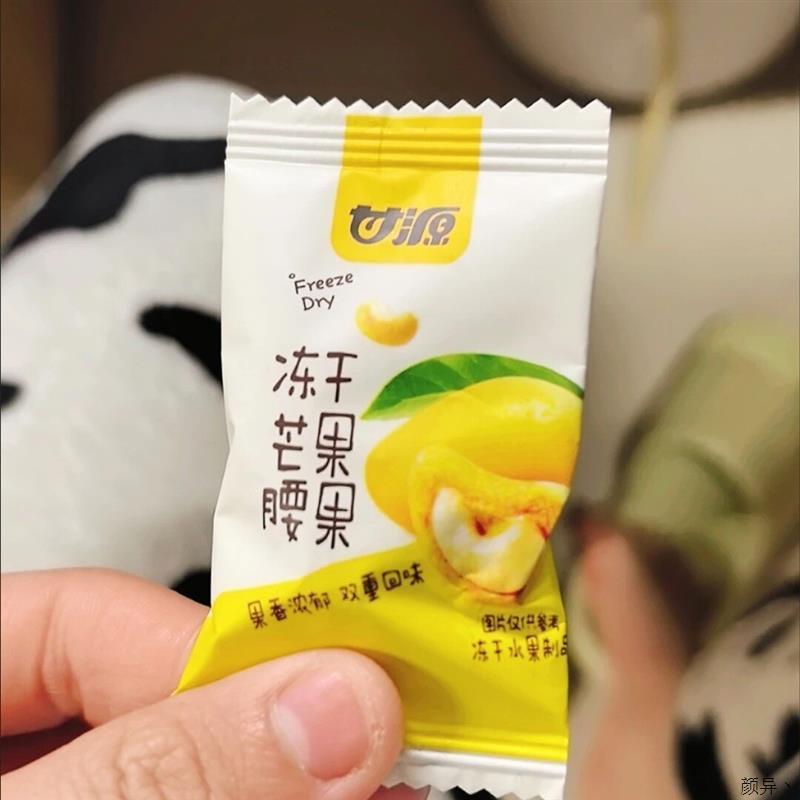 甘源
Freeze
Dry
冻干
芒果
腰果
果香浓郁 双重回味
图片仅供参考
冻干水果制品
颜异丶